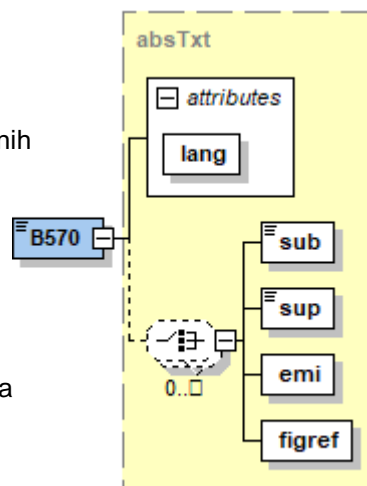 absTxt
attributes
nih
lang
B570
sub
sup
0..□
emi
a
figref